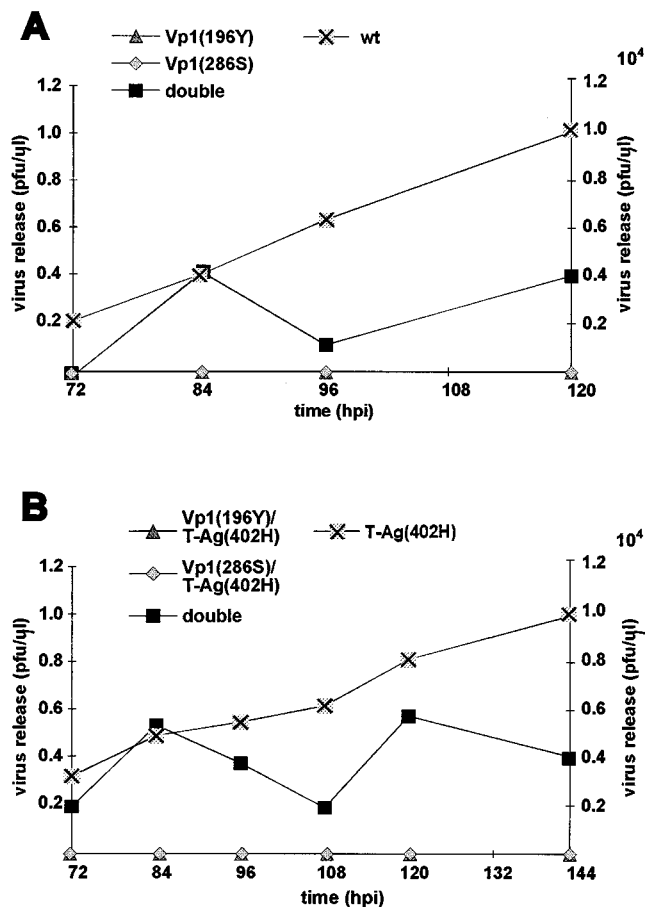 A
Vp1(196Y)
wt
Vp1(286S)
double
10⁴
virus release (pfu/ųl)
1.2
1.0
0.8
0.6
0.4
0.2
1.2
1.0
0.8
0.6
0.4
0.2
virus release (pfu/ųl)
72 84 96 108 120
time (hpi)
B
Vp1(196Y)/
T-Ag(402H)
T-Ag(402H)
Vp1(286S)/
T-Ag(402H)
double
10⁴
virus release (pfu/ųl)
1.2
1.0
0.8
0.6
0.4
0.2
1.2
1.0
0.8
0.6
0.4
0.2
virus release (pfu/ųl)
72 84 96 108 120 132 144
time (hpi)